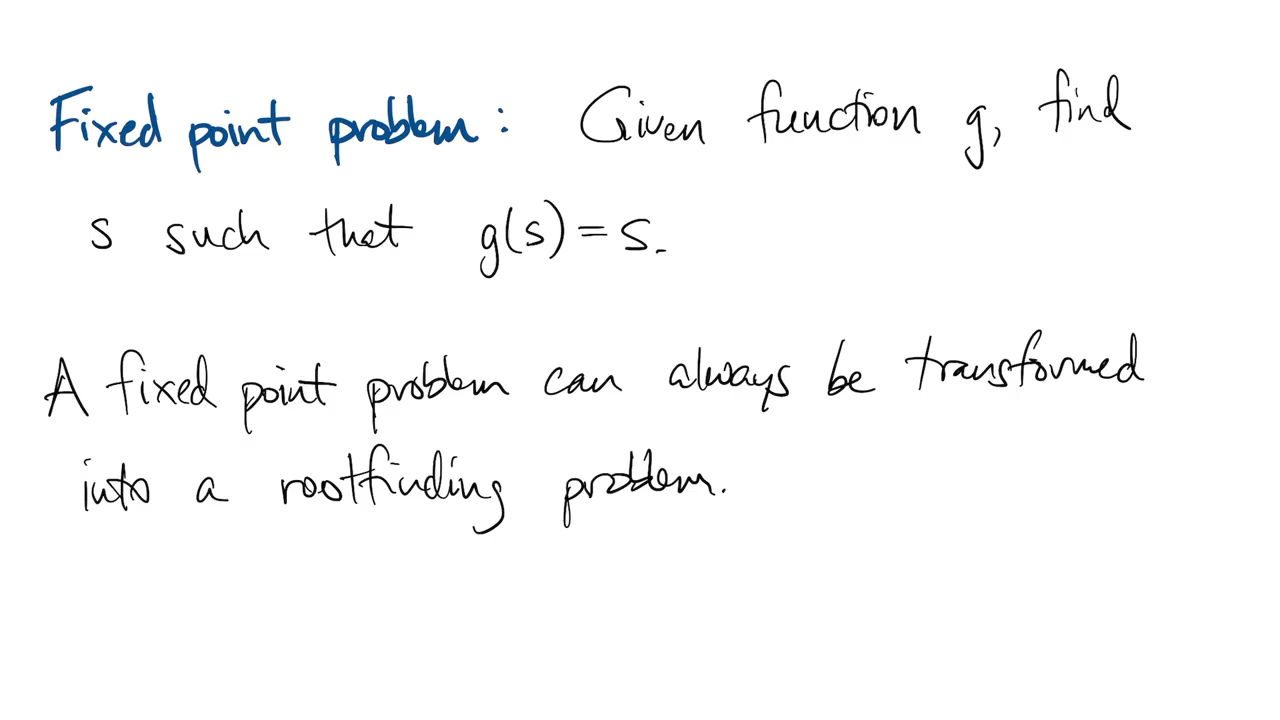 Fixed point problem: Given function g, find
s such that g(s) = s.
A fixed point problem can always be transformed
into a rootfinding problem.